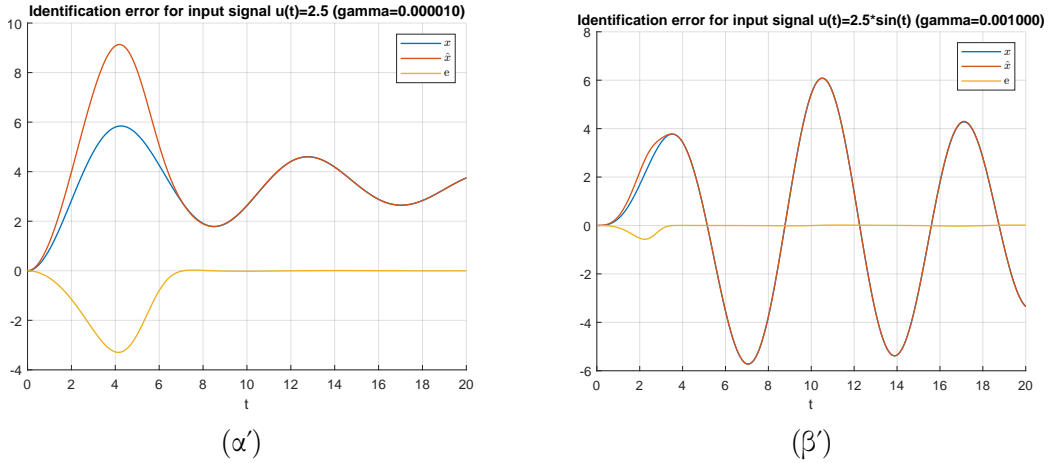 Identification error for input signal u(t)=2.5 (gamma=0.000010)
10
8
6
4
2
0
-2
-4
0 2 4 6 8 10 12 14 16 18 20
t
x
x̂
e
(α′)
Identification error for input signal u(t)=2.5*sin(t) (gamma=0.001000)
8
6
4
2
0
-2
-4
-6
0 2 4 6 8 10 12 14 16 18 20
t
x
x̂
e
(β′)